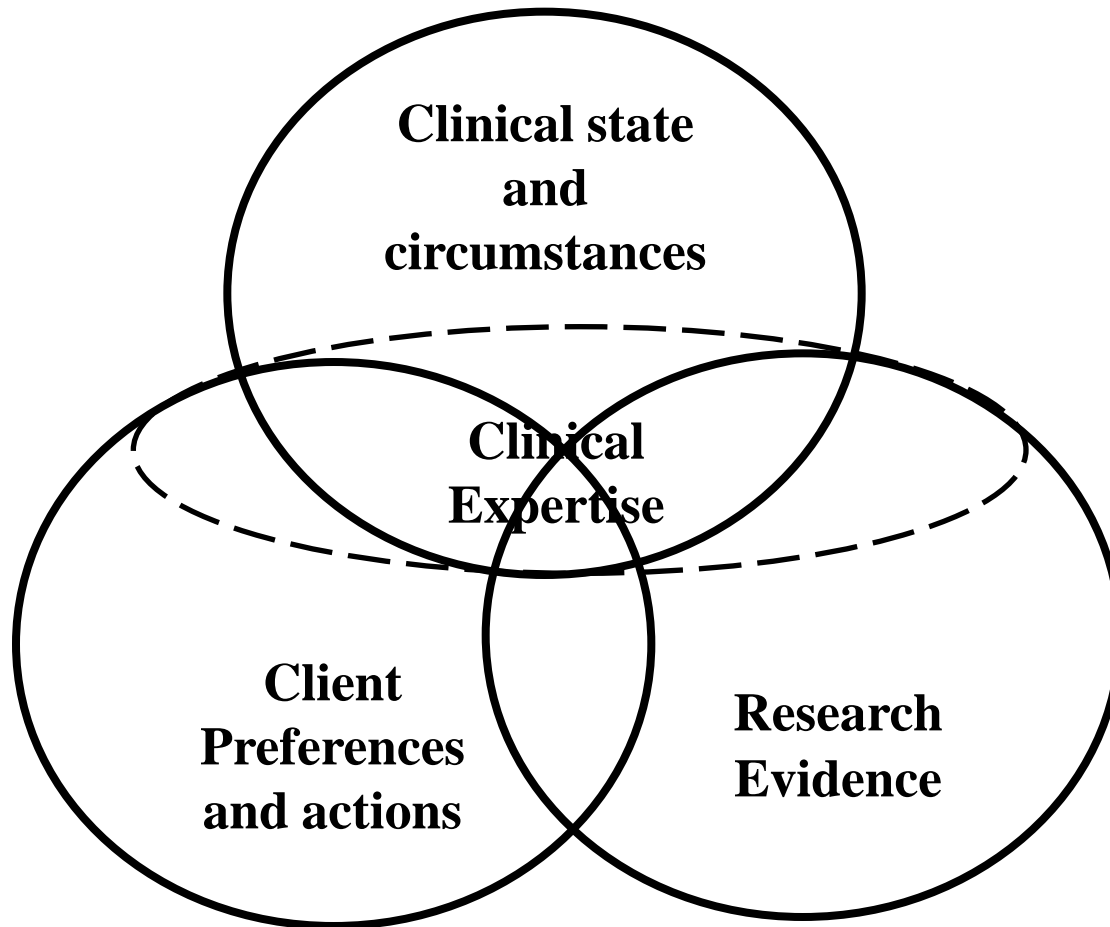 Clinical state
and
circumstances
Clinical
Expertise
Client
Preferences
and actions
Research
Evidence